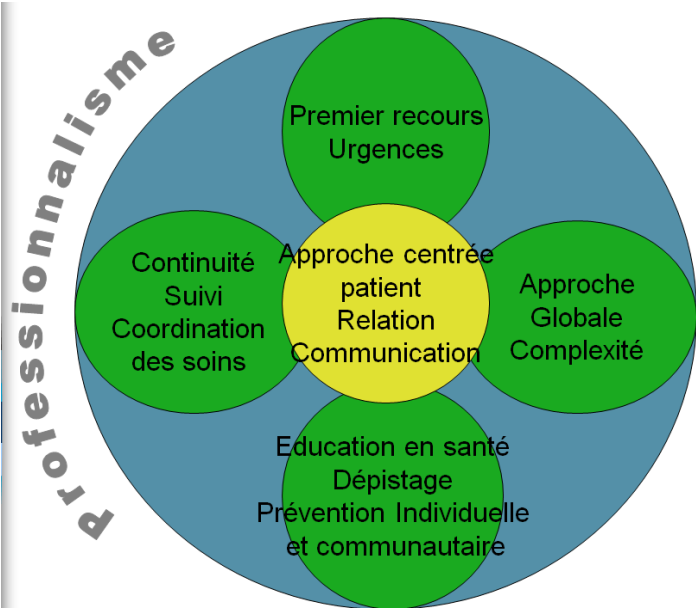 Professionnalisme
Premier recours
Urgences
Continuité
Suivi
Coordination
des soins
Approche centrée
patient
Relation
Communication
Approche
Globale
Complexité
Education en santé
Dépistage
Prévention Individuelle
et communautaire